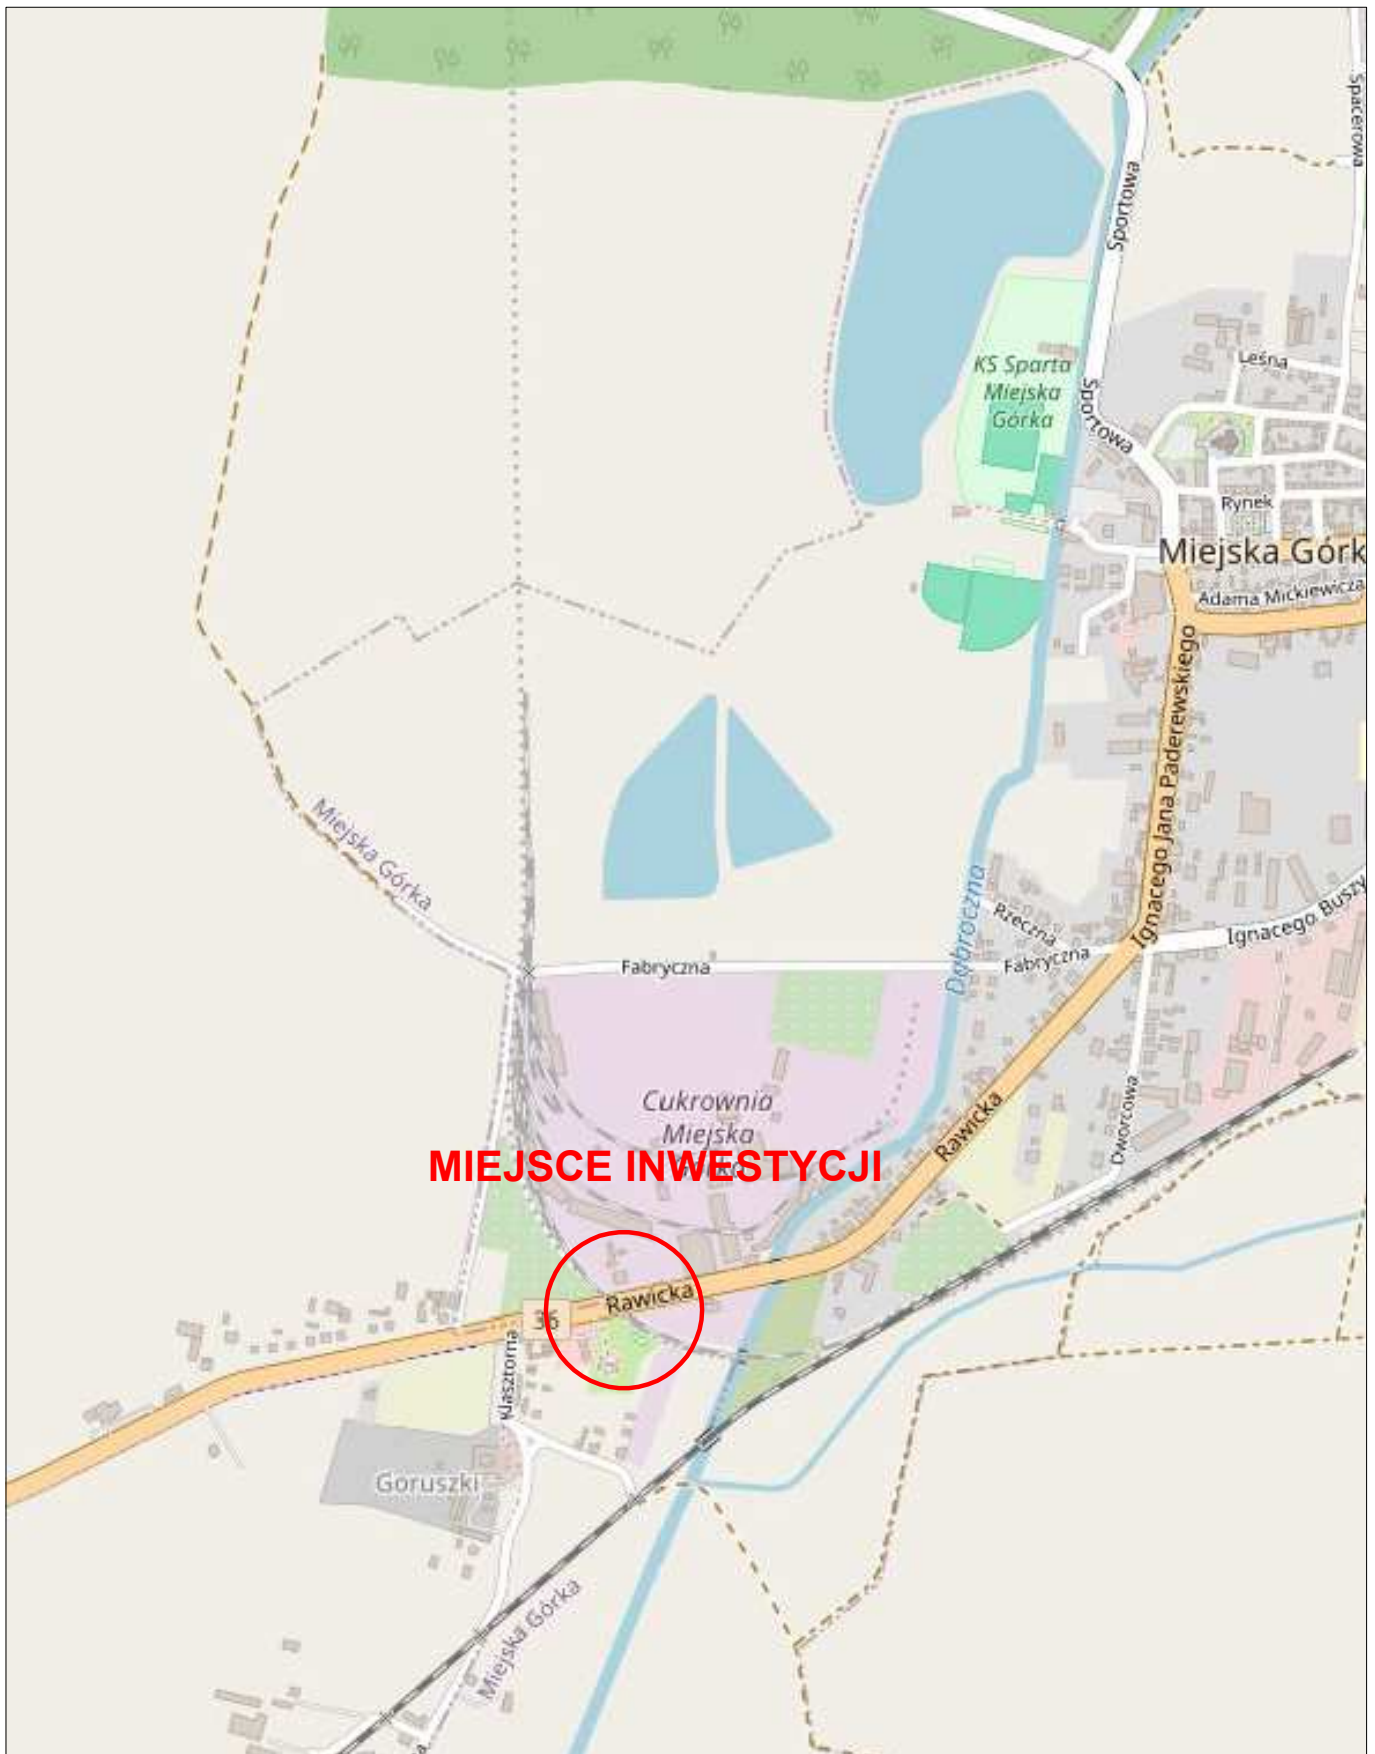 Spacerowa
Sportowa
KS Sparta
Miejska
Górka
Leśna
Sportowa
Rynek
Miejska Górk
Adama Mickiewicza
Ignacego Jana Paderewskiego
Miejska Górka
Dąbroczna
Rzeczna
Ignacego Buszy
Fabryczna
Fabryczna
Cukrownia
Miejska
Górka
MIEJSCE INWESTYCJI
Rawicka
Dworcowa
Rawicka
36
Klasztorna
Goruszki
Miejska Górka